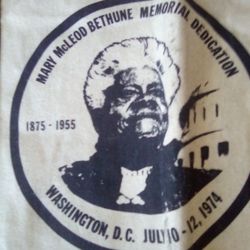 MARY McLEOD BETHUNE MEMORIAL DEDICATION
1875 - 1955
WASHINGTON, D.C. JULY 10 - 12, 1974